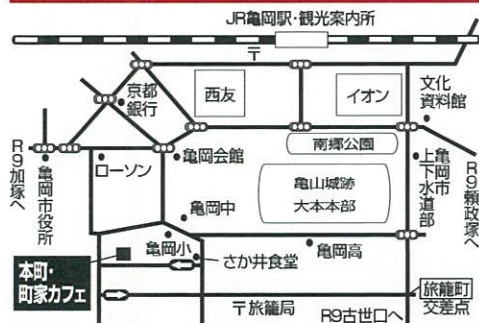 JR亀岡駅・観光案内所
〒
京都
銀行
西友
イオン
文化
資料館
南郷公園
R9加塚へ
亀岡市役所
ローソン
亀岡会館
亀山城跡
大本本部
亀岡市
上下水道部
R9頼政塚へ
亀岡中
亀岡小
さか井食堂
亀岡高
本町・
町家カフェ
〒旅籠局
旅籠町
交差点
R9古世口へ